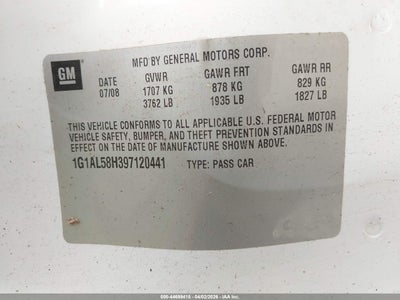 MFD BY GENERAL MOTORS CORP.
GM
DATE GVWR GAWR FRT GAWR RR
07/08 1707 KG 878 KG 829 KG
3762 LB 1935 LB 1827 LB
THIS VEHICLE CONFORMS TO ALL APPLICABLE U.S. FEDERAL MOTOR
VEHICLE SAFETY, BUMPER, AND THEFT PREVENTION STANDARDS IN
EFFECT ON THE DATE OF MANUFACTURE SHOWN ABOVE.
1G1AL58H397120441 TYPE: PASS CAR